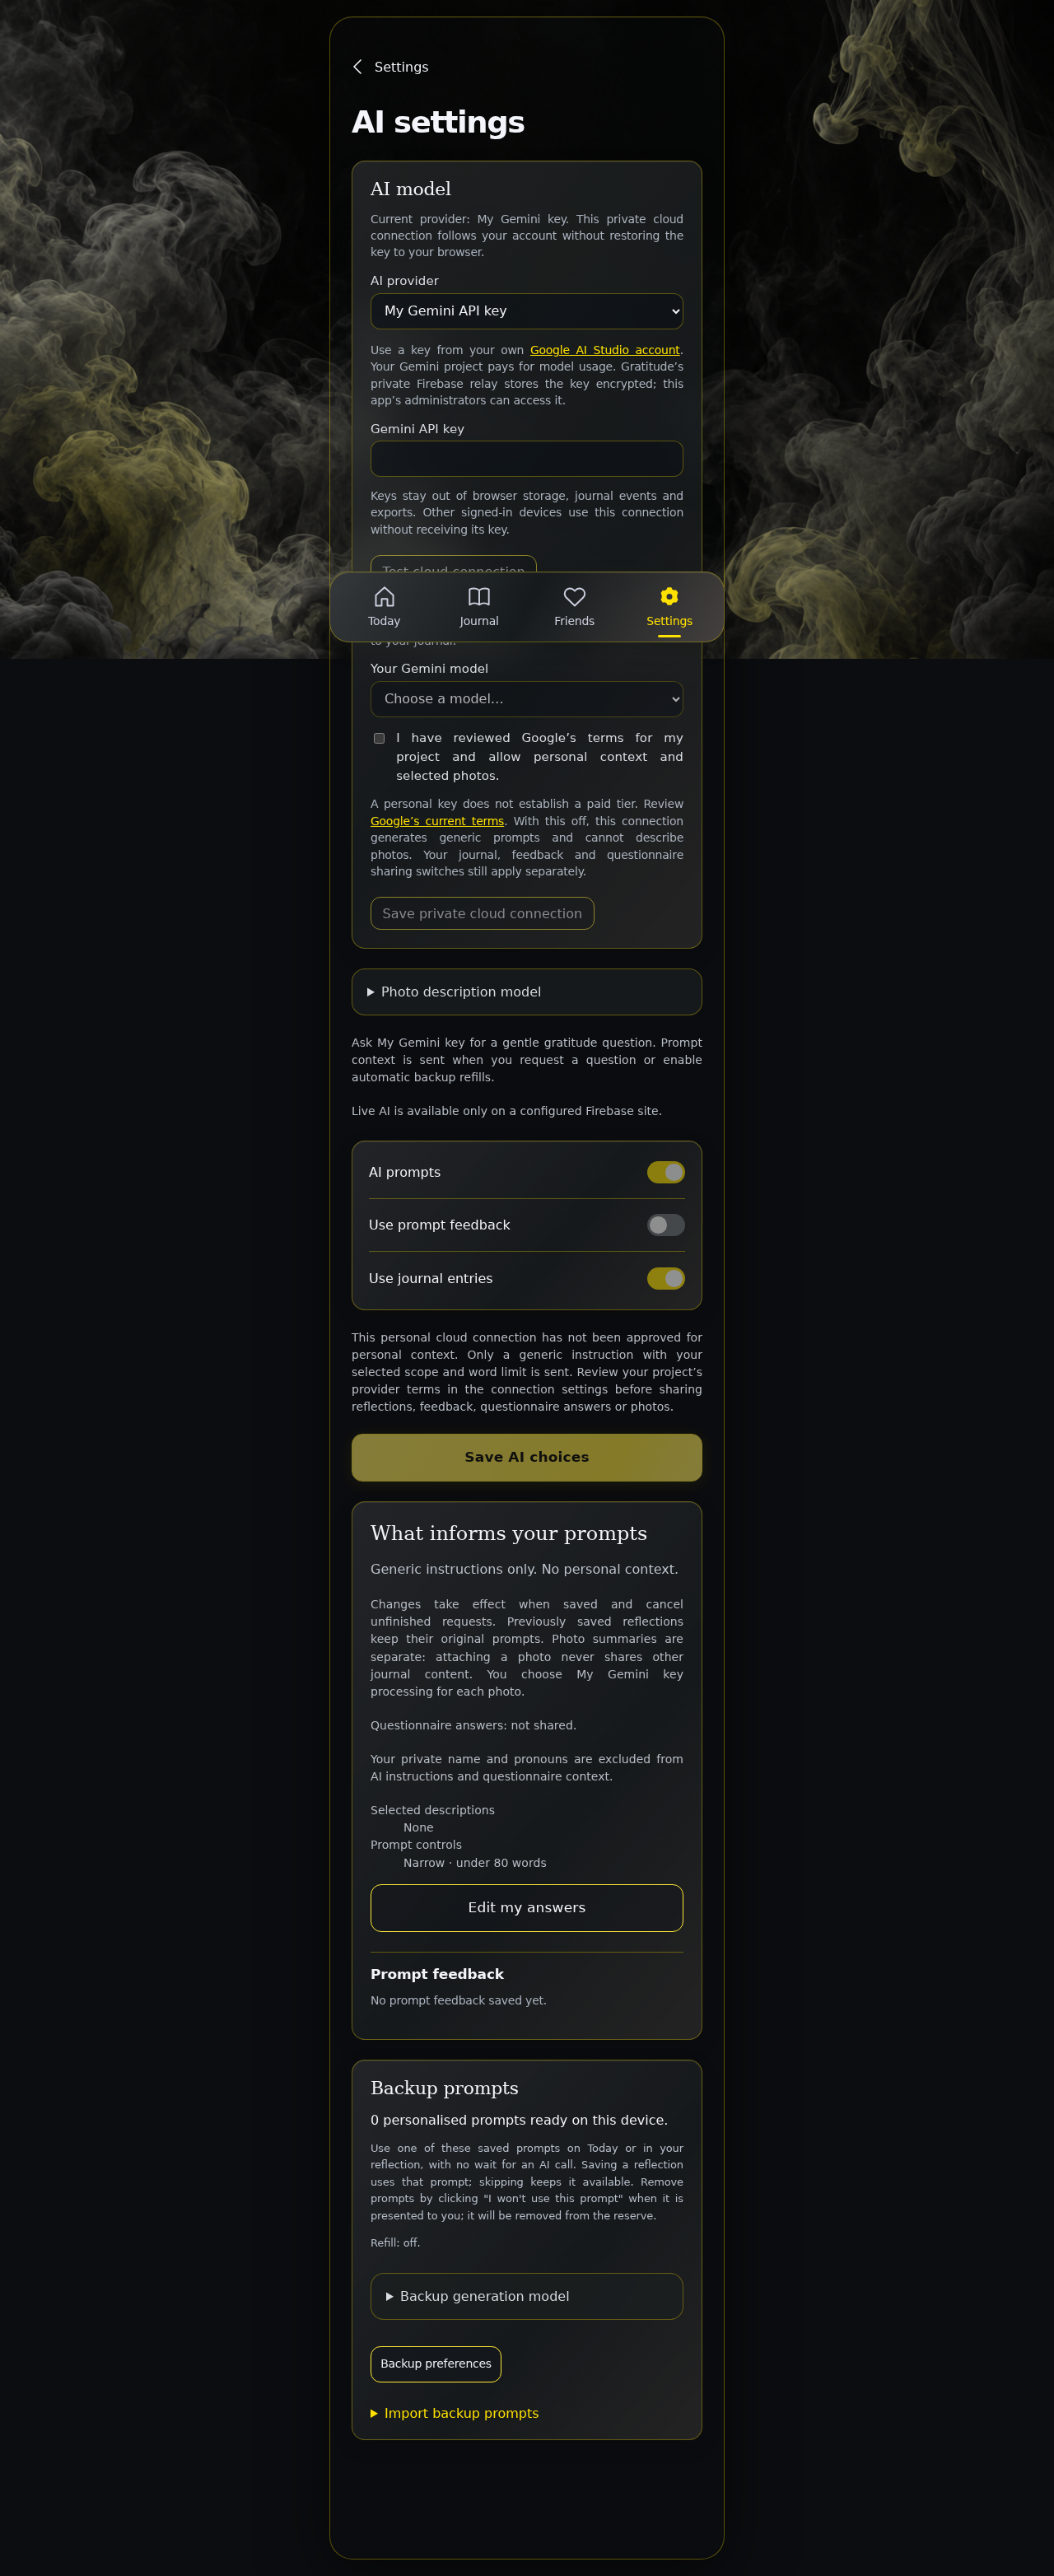 Settings
AI settings
AI model
Current provider: My Gemini key. This private cloud
connection follows your account without restoring the
key to your browser.
AI provider
My Gemini API key
Use a key from your own Google AI Studio account.
Your Gemini project pays for model usage. Gratitude’s
private Firebase relay stores the key encrypted; this
app’s administrators can access it.
Gemini API key
Keys stay out of browser storage, journal events and
exports. Other signed-in devices use this connection
without receiving its key.
Test cloud connection
Today
Journal
Friends
Settings
to your journal.
Your Gemini model
Choose a model…
I have reviewed Google’s terms for my
project and allow personal context and
selected photos.
A personal key does not establish a paid tier. Review
Google’s current terms. With this off, this connection
generates generic prompts and cannot describe
photos. Your journal, feedback and questionnaire
sharing switches still apply separately.
Save private cloud connection
Photo description model
Ask My Gemini key for a gentle gratitude question. Prompt
context is sent when you request a question or enable
automatic backup refills.
Live AI is available only on a configured Firebase site.
AI prompts
Use prompt feedback
Use journal entries
This personal cloud connection has not been approved for
personal context. Only a generic instruction with your
selected scope and word limit is sent. Review your project’s
provider terms in the connection settings before sharing
reflections, feedback, questionnaire answers or photos.
Save AI choices
What informs your prompts
Generic instructions only. No personal context.
Changes take effect when saved and cancel
unfinished requests. Previously saved reflections
keep their original prompts. Photo summaries are
separate: attaching a photo never shares other
journal content. You choose My Gemini key
processing for each photo.
Questionnaire answers: not shared.
Your private name and pronouns are excluded from
AI instructions and questionnaire context.
Selected descriptions
None
Prompt controls
Narrow · under 80 words
Edit my answers
Prompt feedback
No prompt feedback saved yet.
Backup prompts
0 personalised prompts ready on this device.
Use one of these saved prompts on Today or in your
reflection, with no wait for an AI call. Saving a reflection
uses that prompt; skipping keeps it available. Remove
prompts by clicking "I won't use this prompt" when it is
presented to you; it will be removed from the reserve.
Refill: off.
Backup generation model
Backup preferences
Import backup prompts